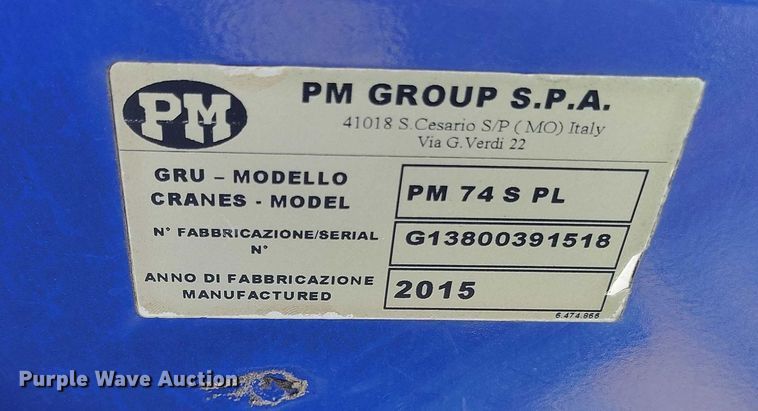 PM
PM GROUP S.P.A.
41018 S.Cesario S/P ( MO) Italy
Via G.Verdi 22
GRU – MODELLO
CRANES - MODEL
PM 74 S PL
N° FABBRICAZIONE/SERIAL
N°
G13800391518
ANNO DI FABBRICAZIONE
MANUFACTURED
2015
6.474.866
Purple Wave Auction